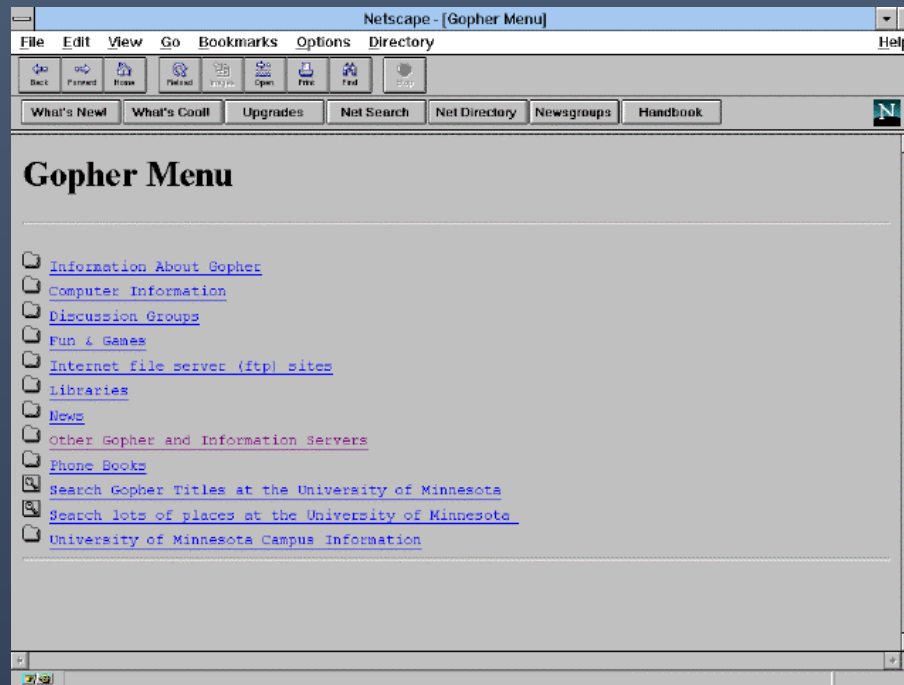 Netscape - [Gopher Menu]
File Edit View Go Bookmarks Options Directory Help
Back Forward Home Reload Images Open Print Find Stop
What's New! What's Cool! Upgrades Net Search Net Directory Newsgroups Handbook
N
Gopher Menu
Information About Gopher
Computer Information
Discussion Groups
Fun & Games
Internet file server (ftp) sites
Libraries
News
Other Gopher and Information Servers
Phone Books
Search Gopher Titles at the University of Minnesota
Search lots of places at the University of Minnesota
University of Minnesota Campus Information